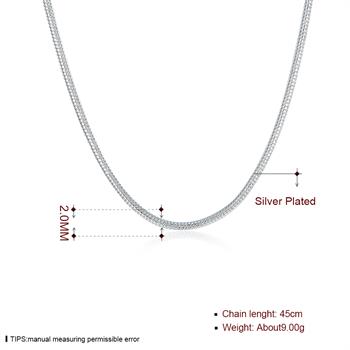 Silver Plated
2.0MM
• Chain lenght: 45cm
• Weight: About9.00g
TIPS:manual measuring permissible error